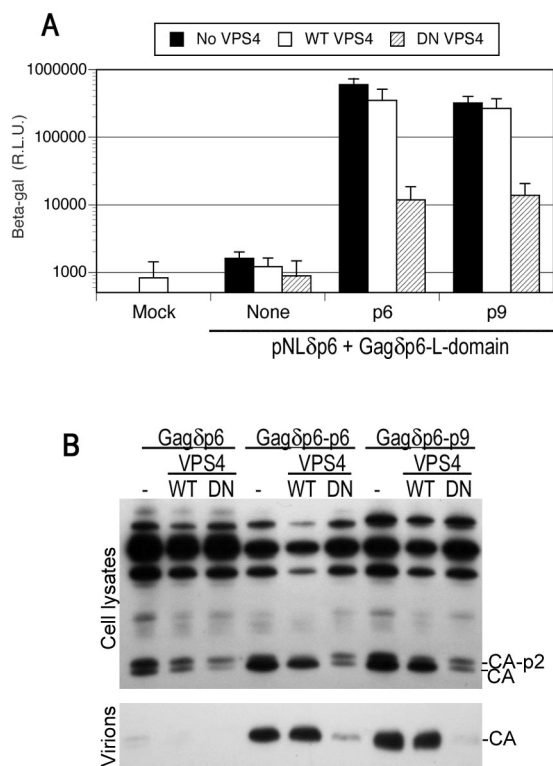 A
No VPS4 WT VPS4 DN VPS4
Beta-gal (R.L.U.)
1000000
100000
10000
1000
Mock None p6 p9
pNLδp6 + Gagδp6-L-domain
B
Gagδp6 Gagδp6-p6 Gagδp6-p9
VPS4 VPS4 VPS4
- WT DN - WT DN - WT DN
Cell lysates
-CA-p2
-CA
Virions
-CA